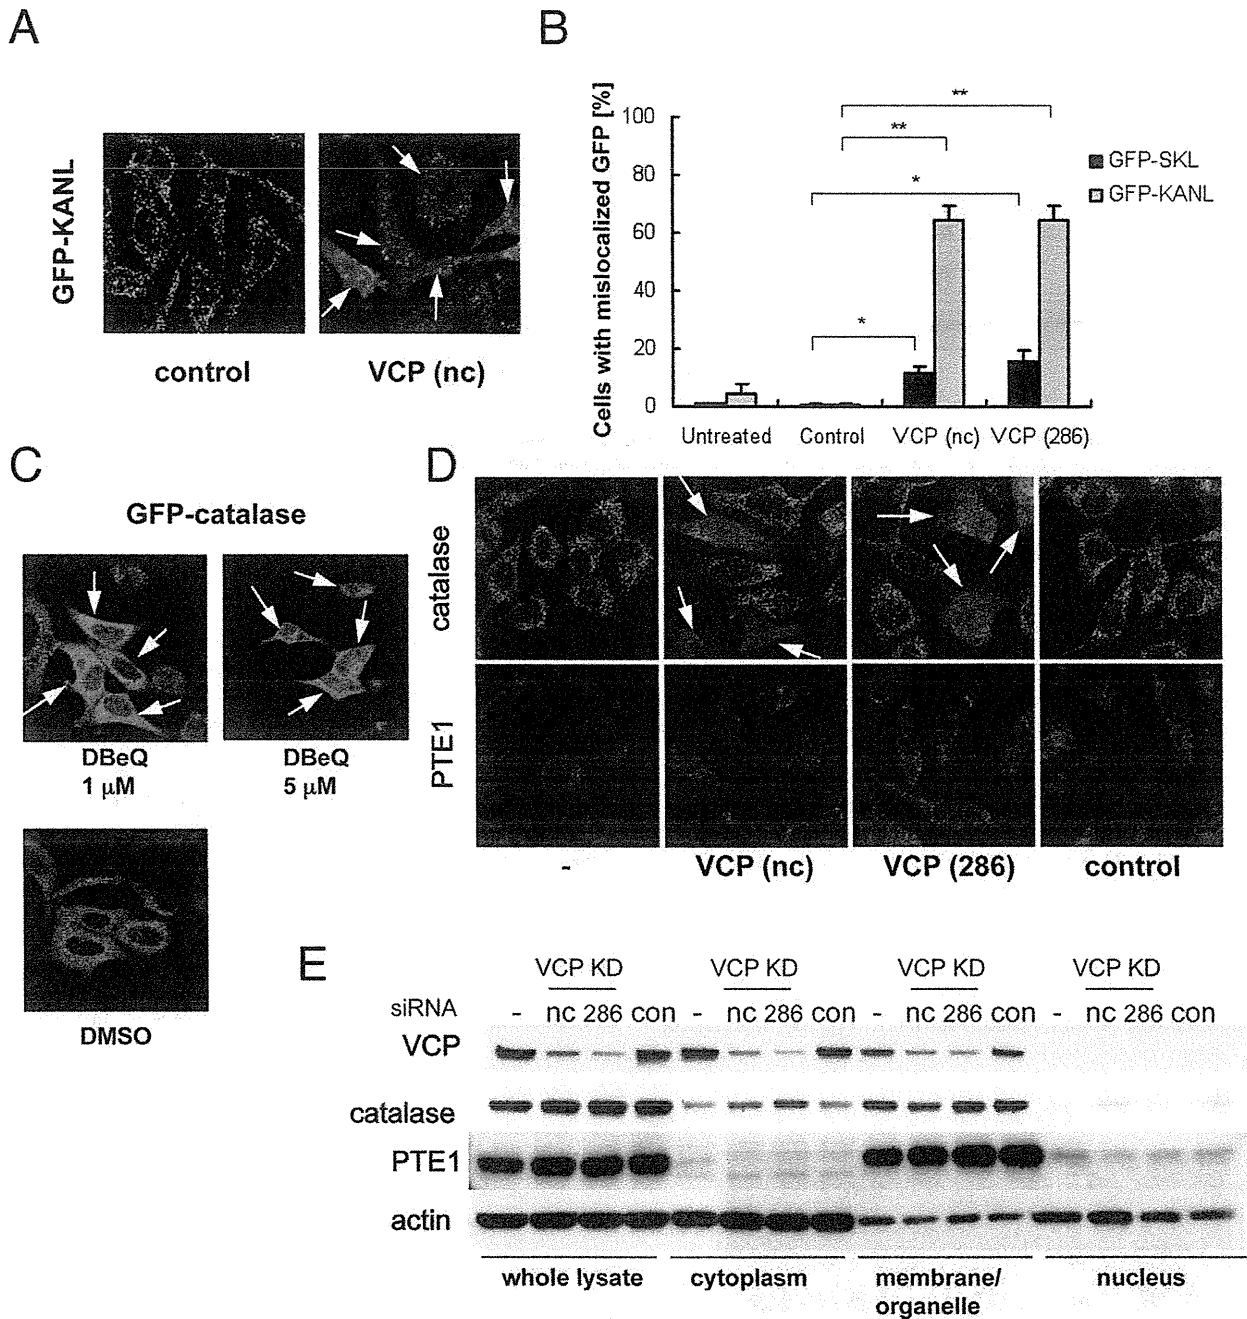 A
GFP-KANL
control
VCP (nc)
B
Cells with mislocalized GFP [%]
100
80
60
40
20
0
**
**
*
*
GFP-SKL
GFP-KANL
Untreated
Control
VCP (nc)
VCP (286)
C
GFP-catalase
DBeQ
1 μM
DBeQ
5 μM
DMSO
D
catalase
PTE1
-
VCP (nc)
VCP (286)
control
E
VCP KD
VCP KD
VCP KD
VCP KD
siRNA - nc 286 con - nc 286 con - nc 286 con - nc 286 con
VCP
catalase
PTE1
actin
whole lysate
cytoplasm
membrane/
organelle
nucleus